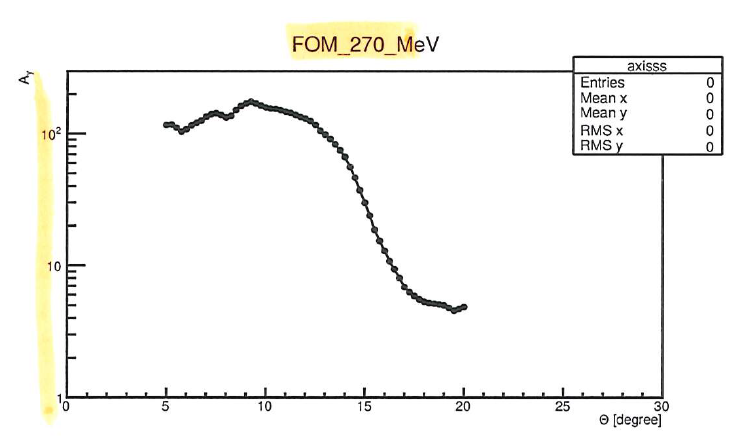 FOM_270_MeV
A_y
axisss
Entries 0
Mean x 0
Mean y 0
RMS x 0
RMS y 0
10²
10
1
0 5 10 15 20 25 30
Θ [degree]